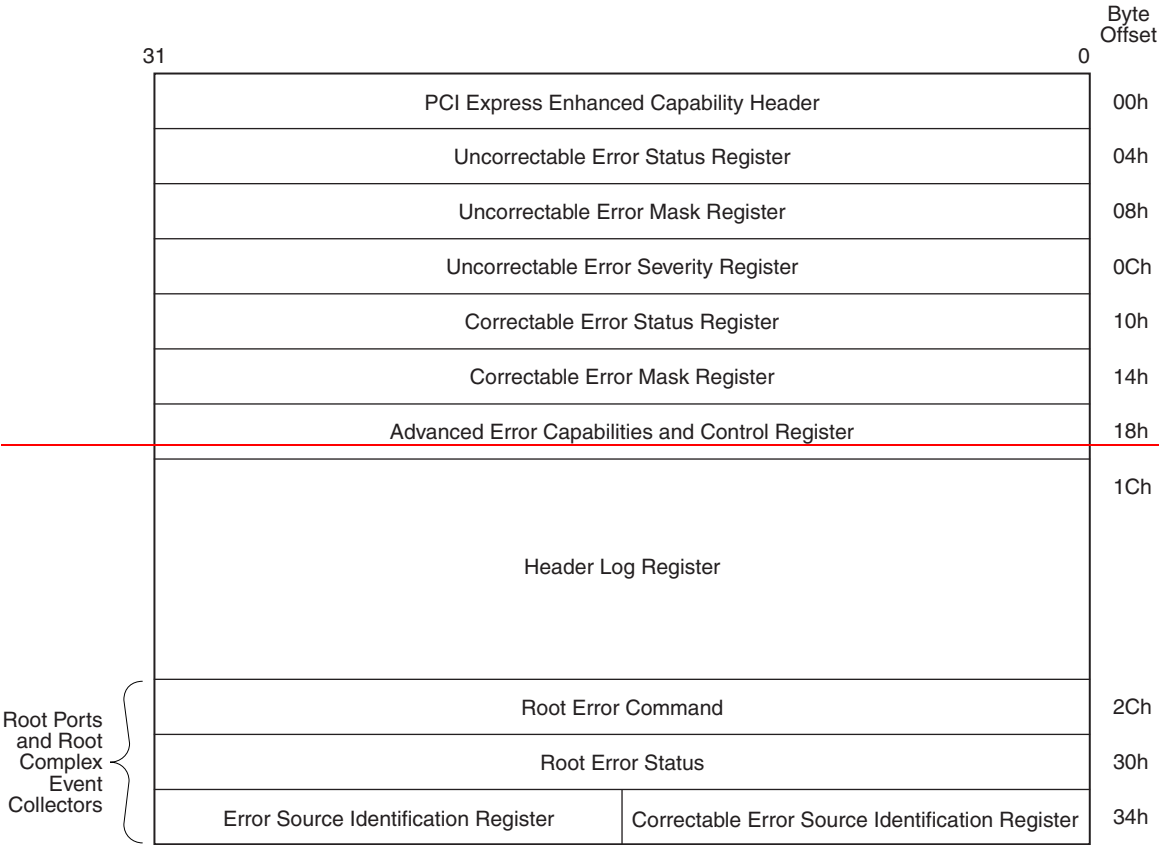 Byte
Offset
31 0
PCI Express Enhanced Capability Header 00h
Uncorrectable Error Status Register 04h
Uncorrectable Error Mask Register 08h
Uncorrectable Error Severity Register 0Ch
Correctable Error Status Register 10h
Correctable Error Mask Register 14h
Advanced Error Capabilities and Control Register 18h
1Ch
Header Log Register
Root Ports
and Root
Complex
Event
Collectors
Root Error Command 2Ch
Root Error Status 30h
Error Source Identification Register Correctable Error Source Identification Register 34h